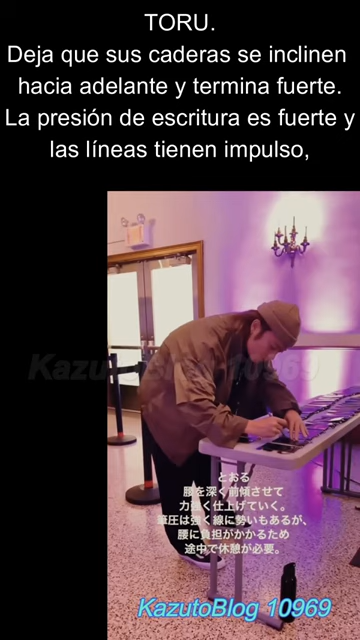 TORU.
Deja que sus caderas se inclinen
hacia adelante y termina fuerte.
La presión de escritura es fuerte y
las líneas tienen impulso,
KazutoBlog 10969
とおる
腰を深く前傾させて
力強く仕上げていく。
筆圧は強く線に勢いもあるが、
腰に負担がかかるため
途中で休憩が必要。
KazutoBlog 10969